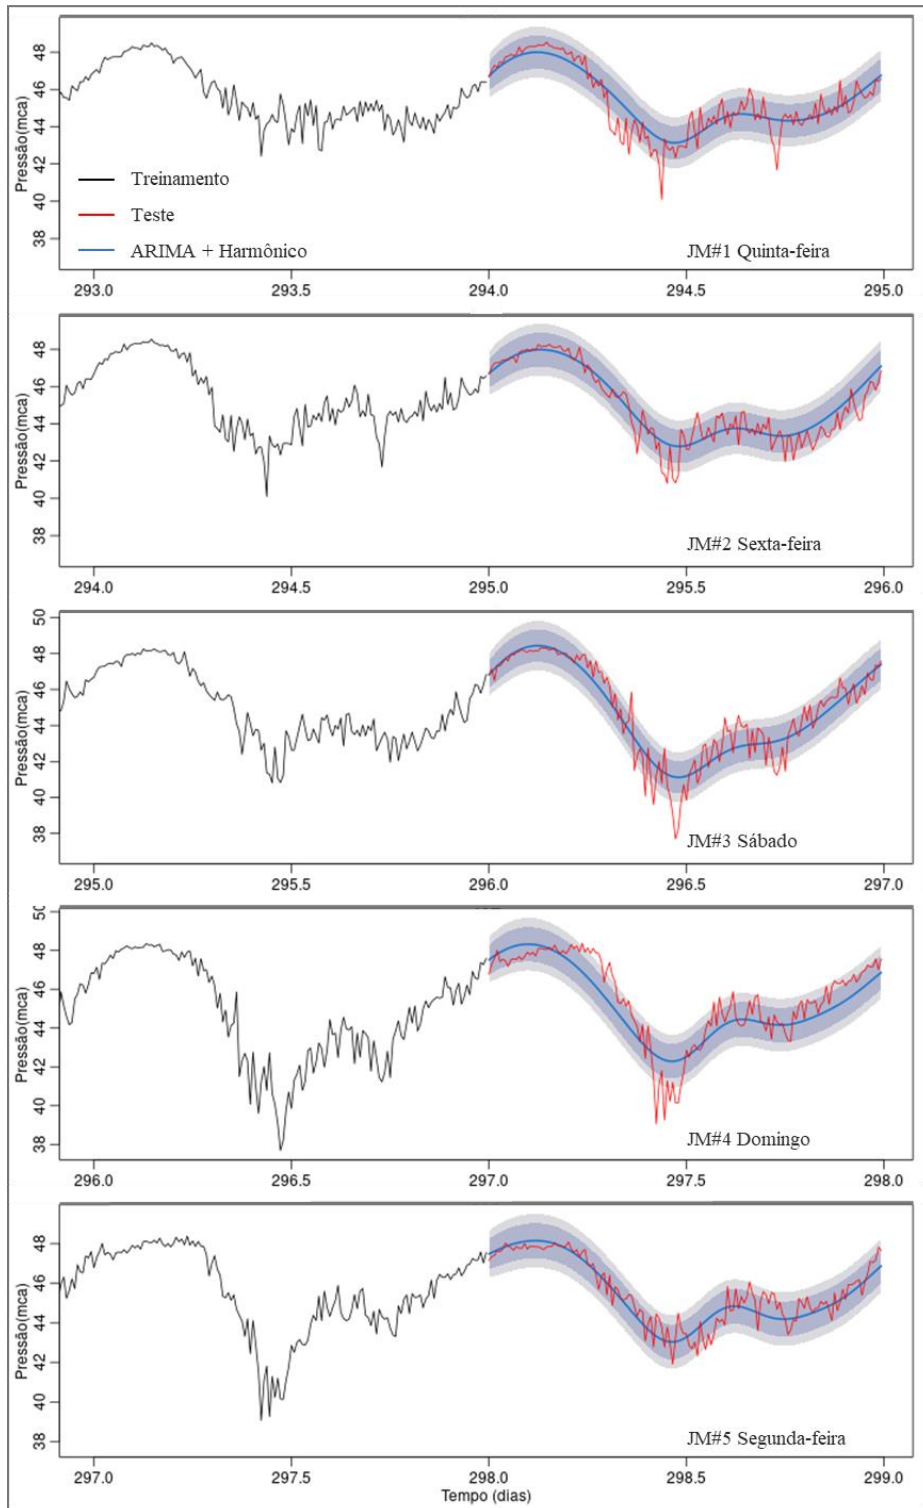 Pressão(mca)
48
46
44
42
40
38
Treinamento
Teste
ARIMA + Harmônico
JM#1 Quinta-feira
293.0 293.5 294.0 294.5 295.0
Pressão(mca)
48
46
44
42
40
38
JM#2 Sexta-feira
294.0 294.5 295.0 295.5 296.0
Pressão(mca)
50
48
46
44
42
40
38
JM#3 Sábado
295.0 295.5 296.0 296.5 297.0
Pressão(mca)
50
48
46
44
42
40
38
JM#4 Domingo
296.0 296.5 297.0 297.5 298.0
Pressão(mca)
48
46
44
42
40
38
JM#5 Segunda-feira
297.0 297.5 298.0 298.5 299.0
Tempo (dias)